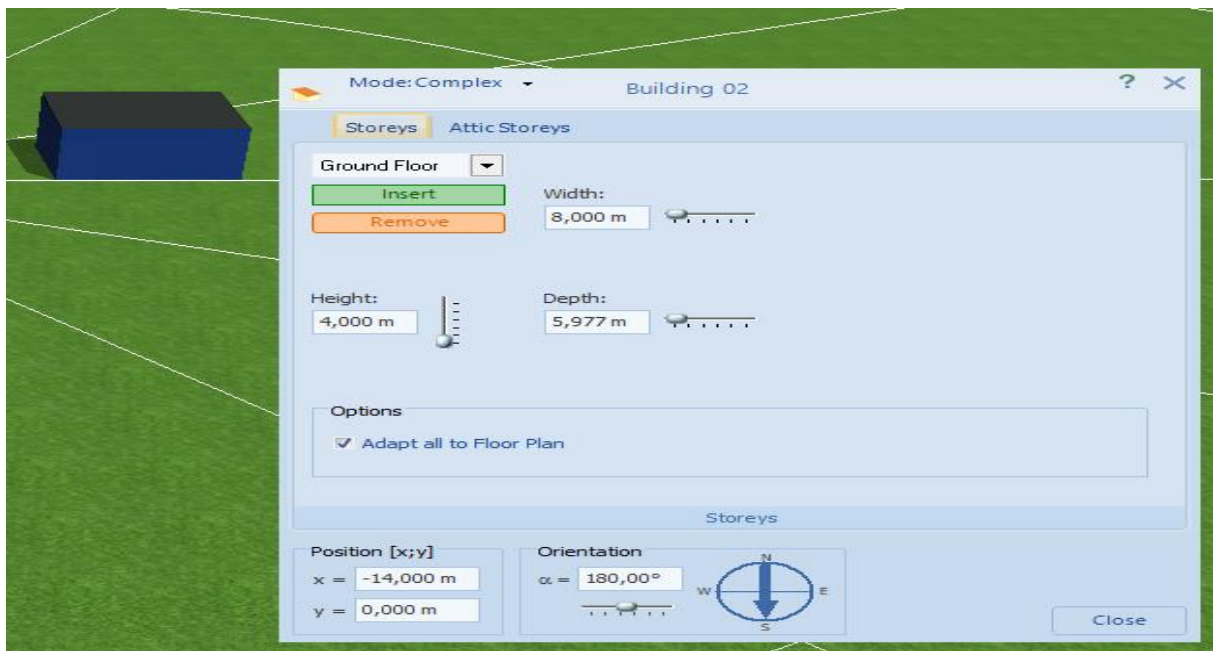 Mode:Complex
Building 02
?
Storeys
Attic Storeys
Ground Floor
Insert
Remove
Width:
8,000 m
Height:
4,000 m
Depth:
5,977 m
Options
Adapt all to Floor Plan
Storeys
Position [x;y]
x = -14,000 m
y = 0,000 m
Orientation
α = 180,00°
N
W
E
S
Close